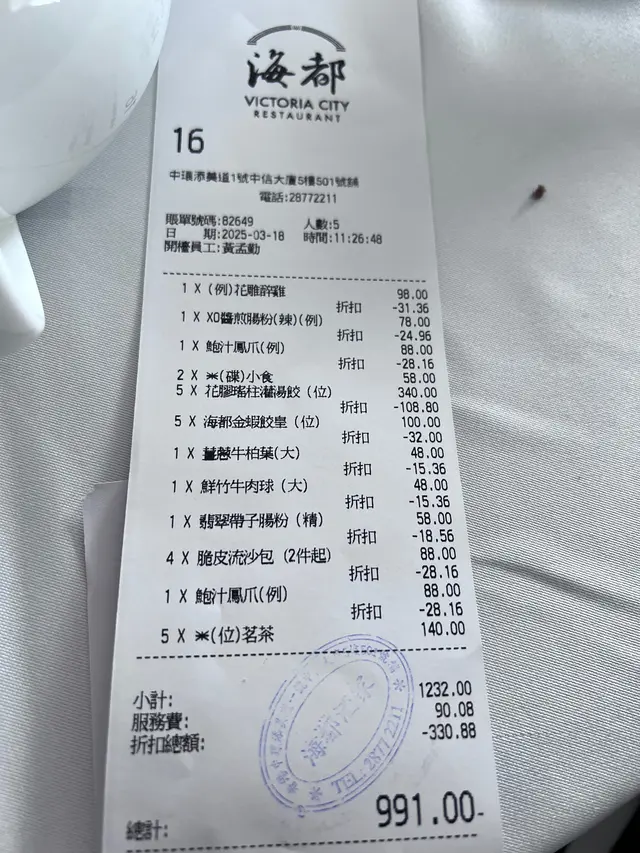 海都
VICTORIA CITY
RESTAURANT
16
中環添美道1號中信大廈5樓501號舖
電話:28772211
賬單號碼:82649 人數:5
日 期:2025-03-18 時間:11:26:48
開檯員工:黃孟勤
1 X (例)花雕醉雞 98.00
折扣 -31.36
1 X XO醬煎腸粉(辣)(例) 78.00
折扣 -24.96
1 X 鮑汁鳳爪(例) 88.00
折扣 -28.16
2 X ※(碟)小食 58.00
5 X 花膠瑤柱灌湯餃(位) 340.00
折扣 -108.80
5 X 海都金蝦餃皇(位) 100.00
折扣 -32.00
1 X 薑蔥牛柏葉(大) 48.00
折扣 -15.36
1 X 鮮竹牛肉球(大) 48.00
折扣 -15.36
1 X 翡翠帶子腸粉(精) 58.00
折扣 -18.56
4 X 脆皮流沙包(2件起) 88.00
折扣 -28.16
1 X 鮑汁鳳爪(例) 88.00
折扣 -28.16
5 X ※(位)茗茶 140.00
小計: 1232.00
服務費: 90.08
折扣總額: -330.88
總計: 991.00-
海都酒家
TEL. 2877 2211